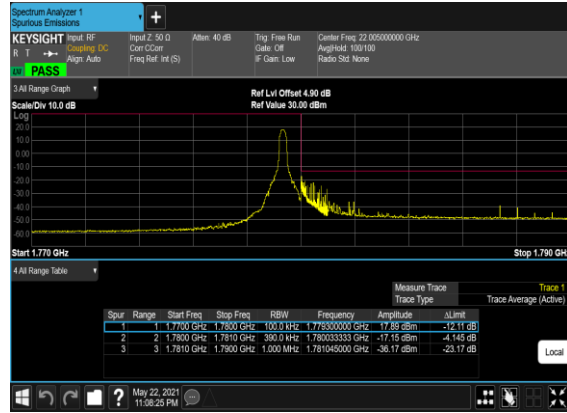 Spectrum Analyzer 1
Spurious Emissions
KEYSIGHT Input: RF Input Z: 50 Ω Atten: 40 dB Trig: Free Run Center Freq: 22.005000000 GHz
R T Coupling: DC Corr CCorr Gate: Off Avg|Hold: 100/100
Align: Auto Freq Ref: Int (S) IF Gain: Low Radio Std: None
LW PASS
3 All Range Graph
Ref Lvl Offset 4.90 dB
Scale/Div 10.0 dB Ref Value 30.00 dBm
Log
20.0
10.0
0.00
-10.0
-20.0
-30.0
-40.0
-50.0
-60.0
Start 1.770 GHz Stop 1.790 GHz
4 All Range Table
Measure Trace Trace 1
Trace Type Trace Average (Active)
Spur Range Start Freq Stop Freq RBW Frequency Amplitude ΔLimit
1 1 1.7700 GHz 1.7800 GHz 100.0 kHz 1.779300000 GHz 17.89 dBm -12.11 dB
2 2 1.7800 GHz 1.7810 GHz 390.0 kHz 1.780033333 GHz -17.15 dBm -4.145 dB
3 3 1.7810 GHz 1.7900 GHz 1.000 MHz 1.781045000 GHz -36.17 dBm -23.17 dB
Local
? May 22, 2021
11:08:25 PM